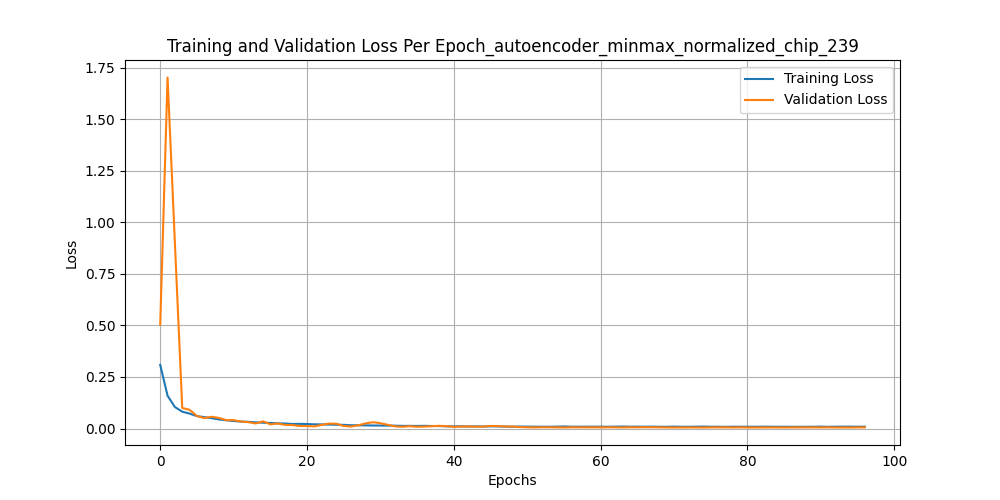 Training and Validation Loss Per Epoch_autoencoder_minmax_normalized_chip_239
1.75
1.50
1.25
1.00
0.75
0.50
0.25
0.00
Loss
Training Loss
Validation Loss
0 20 40 60 80 100
Epochs